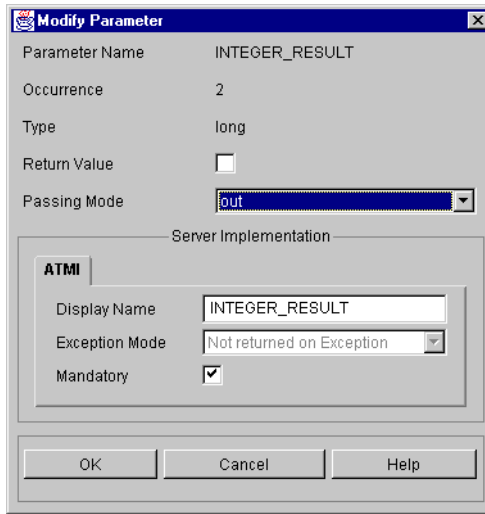 Modify Parameter
Parameter Name INTEGER_RESULT
Occurrence 2
Type long
Return Value
Passing Mode out
Server Implementation
ATMI
Display Name INTEGER_RESULT
Exception Mode Not returned on Exception
Mandatory
OK Cancel Help